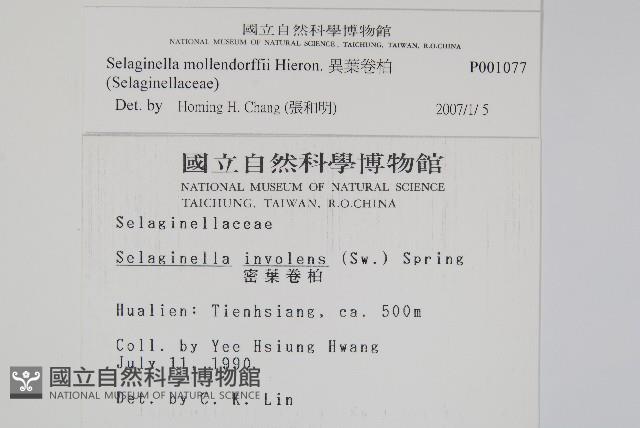 國立自然科學博物館
NATIONAL MUSEUM OF NATURAL SCIENCE, TAICHUNG, TAIWAN, R.O.CHINA
Selaginella mollendorffii Hieron. 異葉卷柏 P001077
(Selaginellaceae)
Det. by Homing H. Chang (張和明) 2007/1/5
國立自然科學博物館
NATIONAL MUSEUM OF NATURAL SCIENCE
TAICHUNG, TAIWAN, R.O.CHINA
Selaginellaceae
Selaginella involens (Sw.) Spring
密葉卷柏
Hualien: Tienhsiang, ca. 500m
Coll. by Yee Hsiung Hwang
July 11, 1990
Det. by C. K. Lin
國立自然科學博物館
NATIONAL MUSEUM OF NATURAL SCIENCE